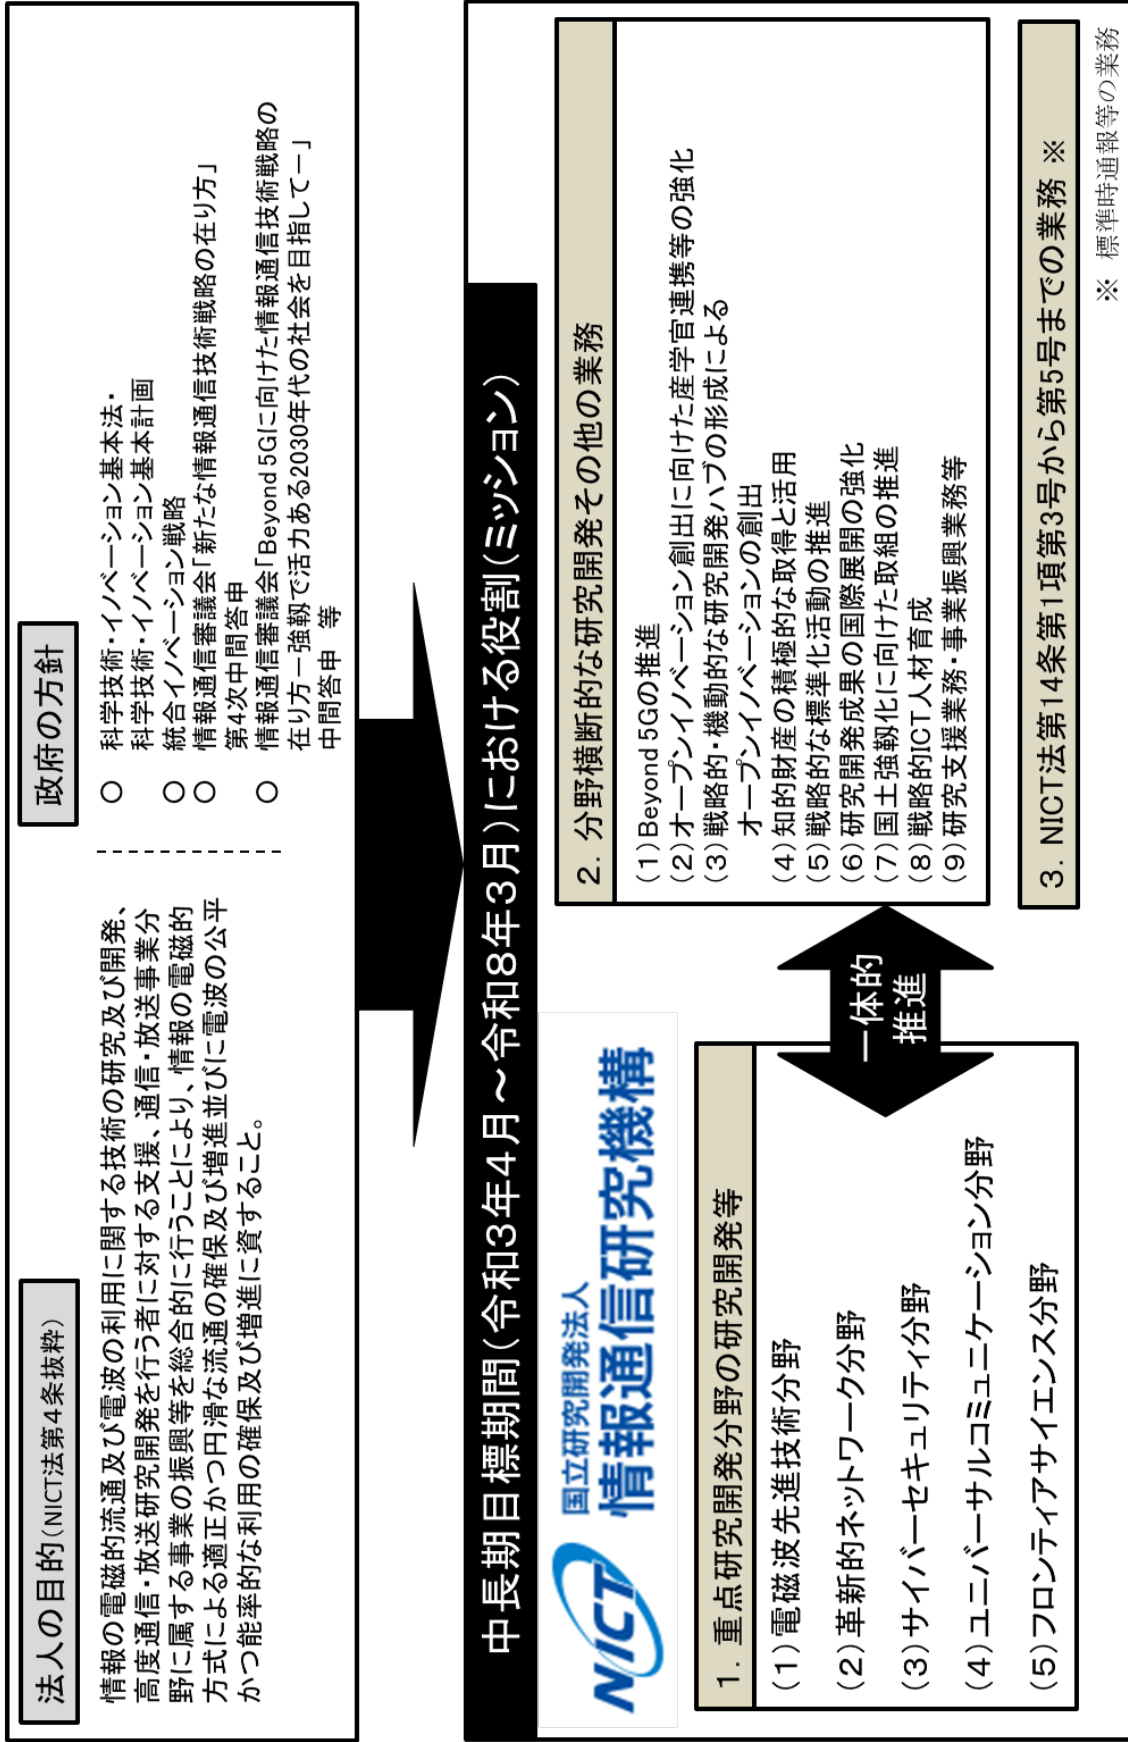 法人の目的(NICT法第4条抜粋)
情報の電磁的流通及び電波の利用に関する技術の研究及び開発、
高度通信・放送研究開発を行う者に対する支援、通信・放送事業分
野に属する事業の振興等を総合的に行うことにより、情報の電磁的
方式による適正かつ円滑な流通の確保及び増進並びに電波の公平
かつ能率的な利用の確保及び増進に資すること。
政府の方針
○ 科学技術・イノベーション基本法・
科学技術・イノベーション基本計画
○ 統合イノベーション戦略
○ 情報通信審議会「新たな情報通信技術戦略の在り方」
第4次中間答申
○ 情報通信審議会「Beyond 5Gに向けた情報通信技術戦略の
在り方－強靱で活力ある2030年代の社会を目指して－」
中間答申 等
中長期目標期間(令和3年4月～令和8年3月)における役割(ミッション)
NICT
国立研究開発法人
情報通信研究機構
1. 重点研究開発分野の研究開発等
(1)電磁波先進技術分野
(2)革新的ネットワーク分野
(3)サイバーセキュリティ分野
(4)ユニバーサルコミュニケーション分野
(5)フロンティアサイエンス分野
一体的
推進
2. 分野横断的な研究開発その他の業務
(1)Beyond 5Gの推進
(2)オープンイノベーション創出に向けた産学官連携等の強化
(3)戦略的・機動的な研究開発ハブの形成による
オープンイノベーションの創出
(4)知的財産の積極的な取得と活用
(5)戦略的な標準化活動の推進
(6)研究開発成果の国際展開の強化
(7)国土強靱化に向けた取組の推進
(8)戦略的ICT人材育成
(9)研究支援業務・事業振興業務等
3. NICT法第14条第1項第3号から第5号までの業務 ※
※ 標準時通報等の業務